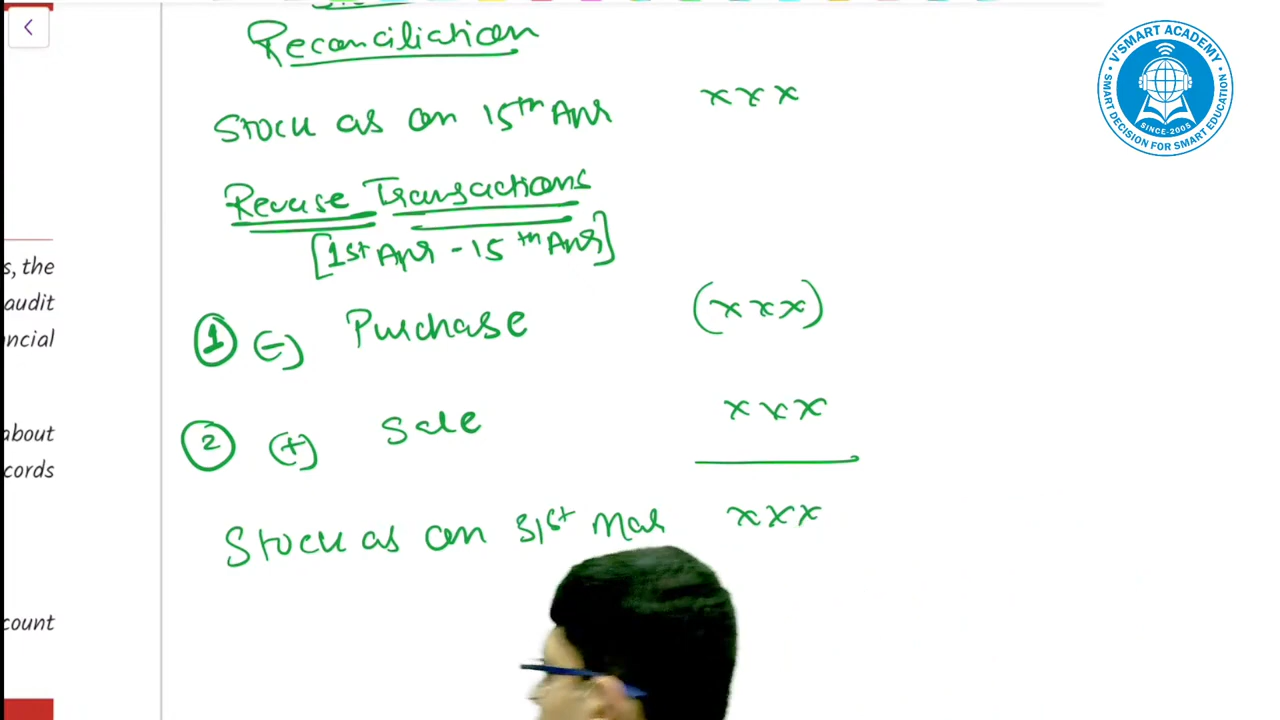 Reconciliation
Stock as on 15th Apr xxx
Reverse Transactions
[1st Apr - 15th Apr]
① (-) Purchase (xxx)
② (+) Sale xxx
Stock as on 31st Mar xxx
s, the
audit
ncial
about
cords
count
V'SMART ACADEMY
SINCE-2005
SMART DECISION FOR SMART EDUCATION